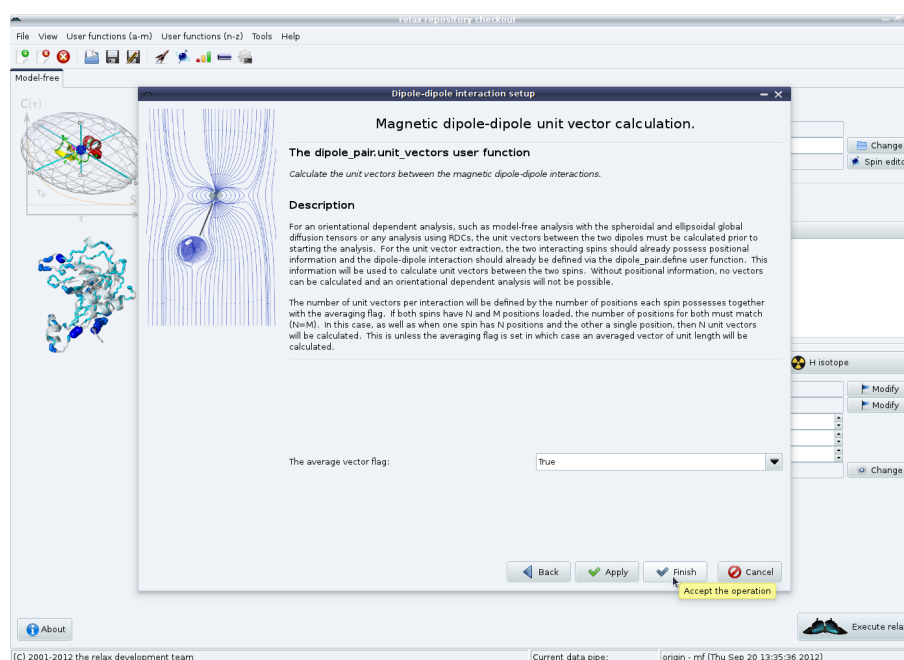 relax repository checkout
File View User functions (a-m) User functions (n-z) Tools Help
Model-free
C(τ)
τe
S
τ
Dipole-dipole interaction setup
Magnetic dipole-dipole unit vector calculation.
The dipole_pair.unit_vectors user function
Calculate the unit vectors between the magnetic dipole-dipole interactions.
Description
For an orientational dependent analysis, such as model-free analysis with the spheroidal and ellipsoidal global
diffusion tensors or any analysis using RDCs, the unit vectors between the two dipoles must be calculated prior to
starting the analysis. For the unit vector extraction, the two interacting spins should already possess positional
information and the dipole-dipole interaction should already be defined via the dipole_pair.define user function. This
information will be used to calculate unit vectors between the two spins. Without positional information, no vectors
can be calculated and an orientational dependent analysis will not be possible.
The number of unit vectors per interaction will be defined by the number of positions each spin possesses together
with the averaging flag. If both spins have N and M positions loaded, the number of positions for both must match
(N=M). In this case, as well as when one spin has N positions and the other a single position, then N unit vectors
will be calculated. This is unless the averaging flag is set in which case an averaged vector of unit length will be
calculated.
The average vector flag:
True
Back
Apply
Finish
Cancel
Accept the operation
Change
Spin edito
H isotope
Modify
Modify
Change
About
Execute rela
(C) 2001-2012 the relax development team
Current data pipe:
origin - mf (Thu Sep 20 13:35:36 2012)